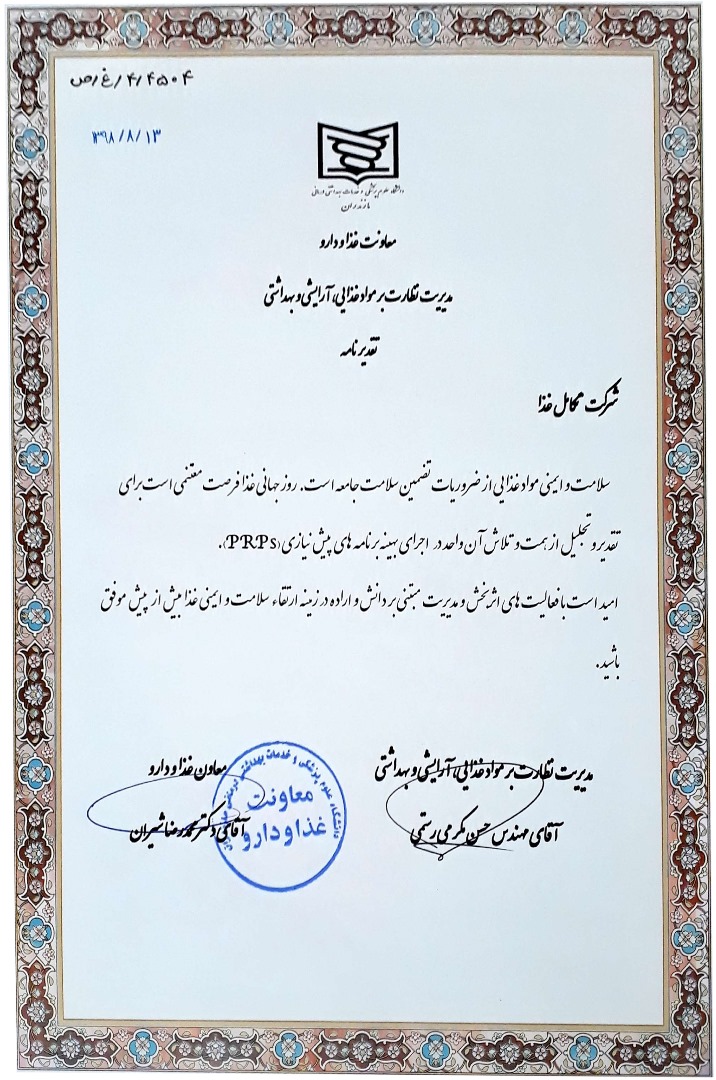 ۴/۴۵۰۴/غ/ص
۱۳۹۸/۸/۱۳
دانشگاه علوم پزشکی و خدمات بهداشتی درمانی
مازندران
معاونت غذا و دارو
مدیریت نظارت بر مواد غذایی، آرایشی و بهداشتی
تقدیرنامه
شرکت محامل غذا
سلامت و ایمنی مواد غذایی از ضروریات تضمین سلامت جامعه است. روز جهانی غذا فرصت مغتنمی است برای
تقدیر و تجلیل از همت و تلاش آن واحد در اجرای بهینه برنامه های پیش نیازی (PRPs).
امید است با فعالیت های اثربخش و مدیریت مبتنی بر دانش و اراده در زمینه ارتقاء سلامت و ایمنی غذا بیش از پیش موفق
باشید.
مدیریت نظارت بر مواد غذایی، آرایشی و بهداشتی
آقای مهندس حسن مکرمی رستمی
معاون غذا و دارو
آقای دکتر محمدرضا شیران
دانشگاه علوم پزشکی و خدمات بهداشتی درمانی
معاونت
غذا و دارو